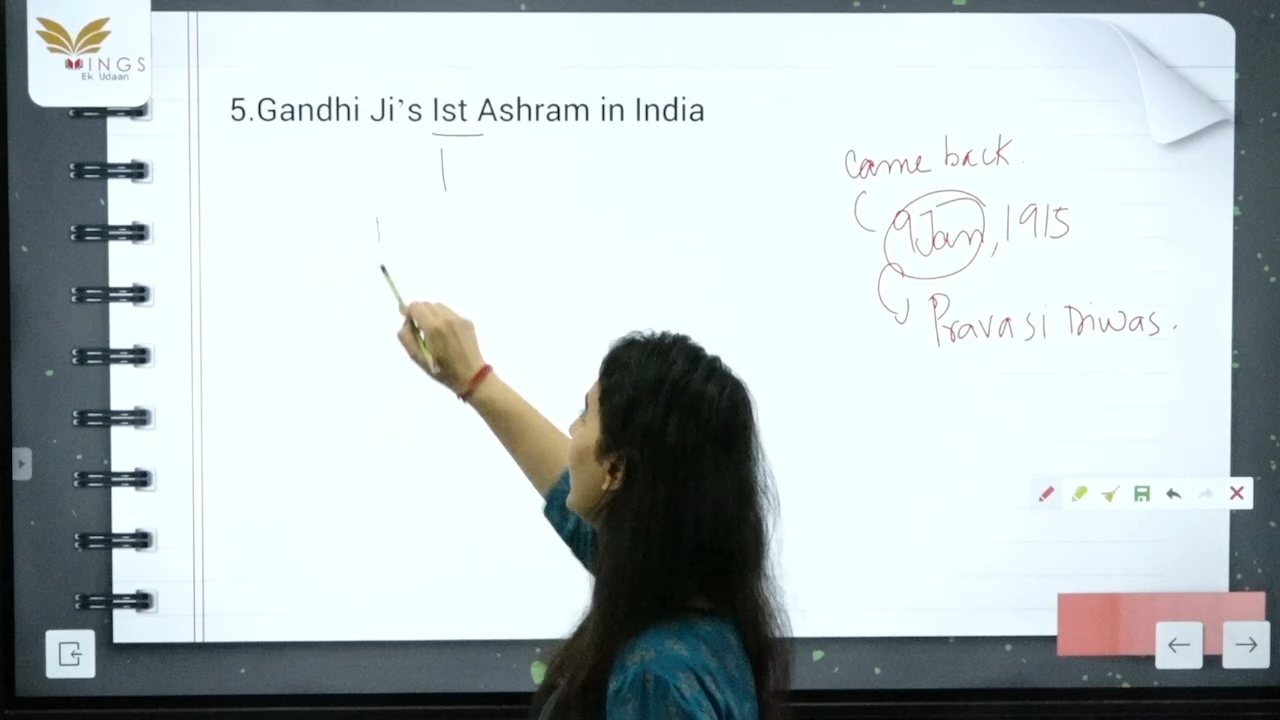 WINGS
Ek Udaan
5.Gandhi Ji’s Ist Ashram in India
came back.
9 Jan, 1915
Pravasi Diwas.